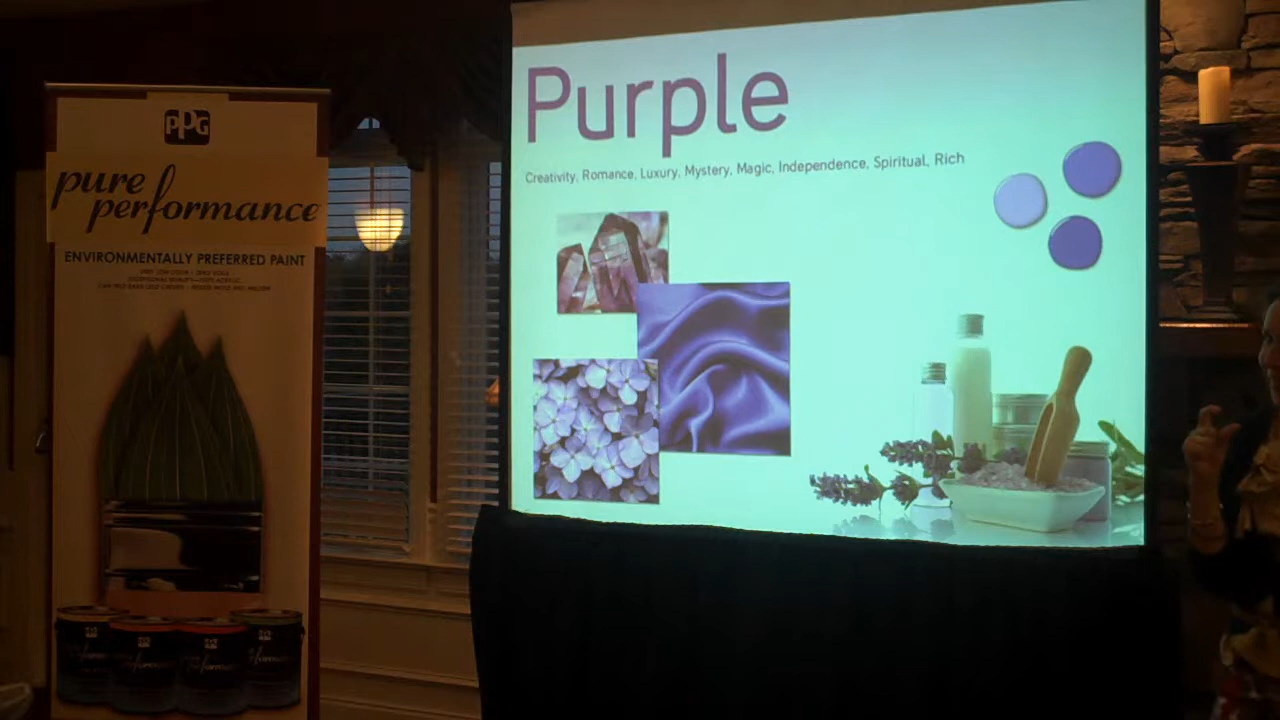 PPG
pure
performance
ENVIRONMENTALLY PREFERRED PAINT
Purple
Creativity, Romance, Luxury, Mystery, Magic, Independence, Spiritual, Rich